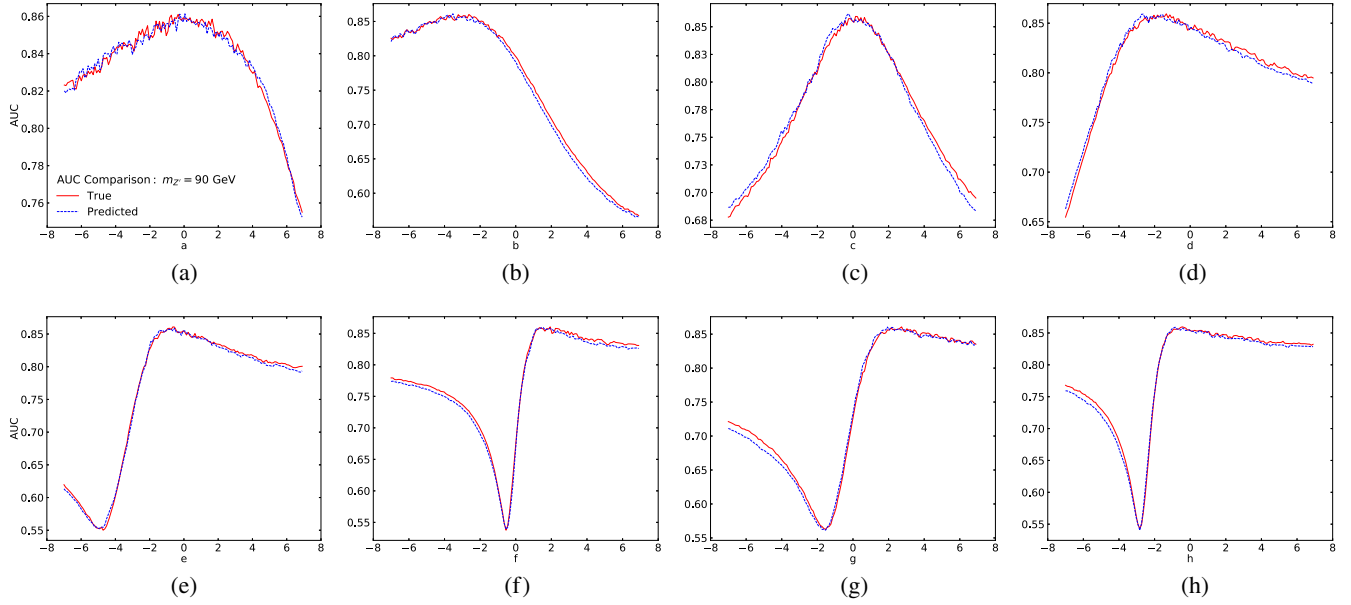 0.86
0.84
0.82
0.80
0.78
0.76
AUC
AUC Comparison: m_{Z'} = 90 GeV
True
Predicted
−8 −6 −4 −2 0 2 4 6 8
a
(a)
0.85
0.80
0.75
0.70
0.65
0.60
−8 −6 −4 −2 0 2 4 6 8
b
(b)
0.85
0.83
0.80
0.78
0.75
0.73
0.70
0.68
−8 −6 −4 −2 0 2 4 6 8
c
(c)
0.85
0.80
0.75
0.70
0.65
−8 −6 −4 −2 0 2 4 6 8
d
(d)
0.85
0.80
0.75
0.70
0.65
0.60
0.55
AUC
−8 −6 −4 −2 0 2 4 6 8
e
(e)
0.85
0.80
0.75
0.70
0.65
0.60
0.55
−8 −6 −4 −2 0 2 4 6 8
f
(f)
0.85
0.80
0.75
0.70
0.65
0.60
0.55
−8 −6 −4 −2 0 2 4 6 8
g
(g)
0.85
0.80
0.75
0.70
0.65
0.60
0.55
−8 −6 −4 −2 0 2 4 6 8
h
(h)